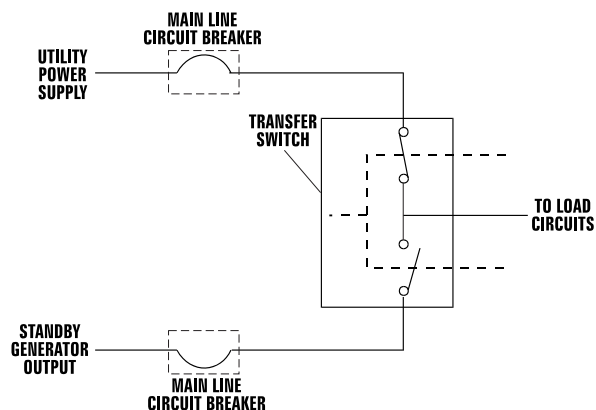 MAIN LINE
CIRCUIT BREAKER
UTILITY
POWER
SUPPLY
TRANSFER
SWITCH
TO LOAD
CIRCUITS
STANDBY
GENERATOR
OUTPUT
MAIN LINE
CIRCUIT BREAKER